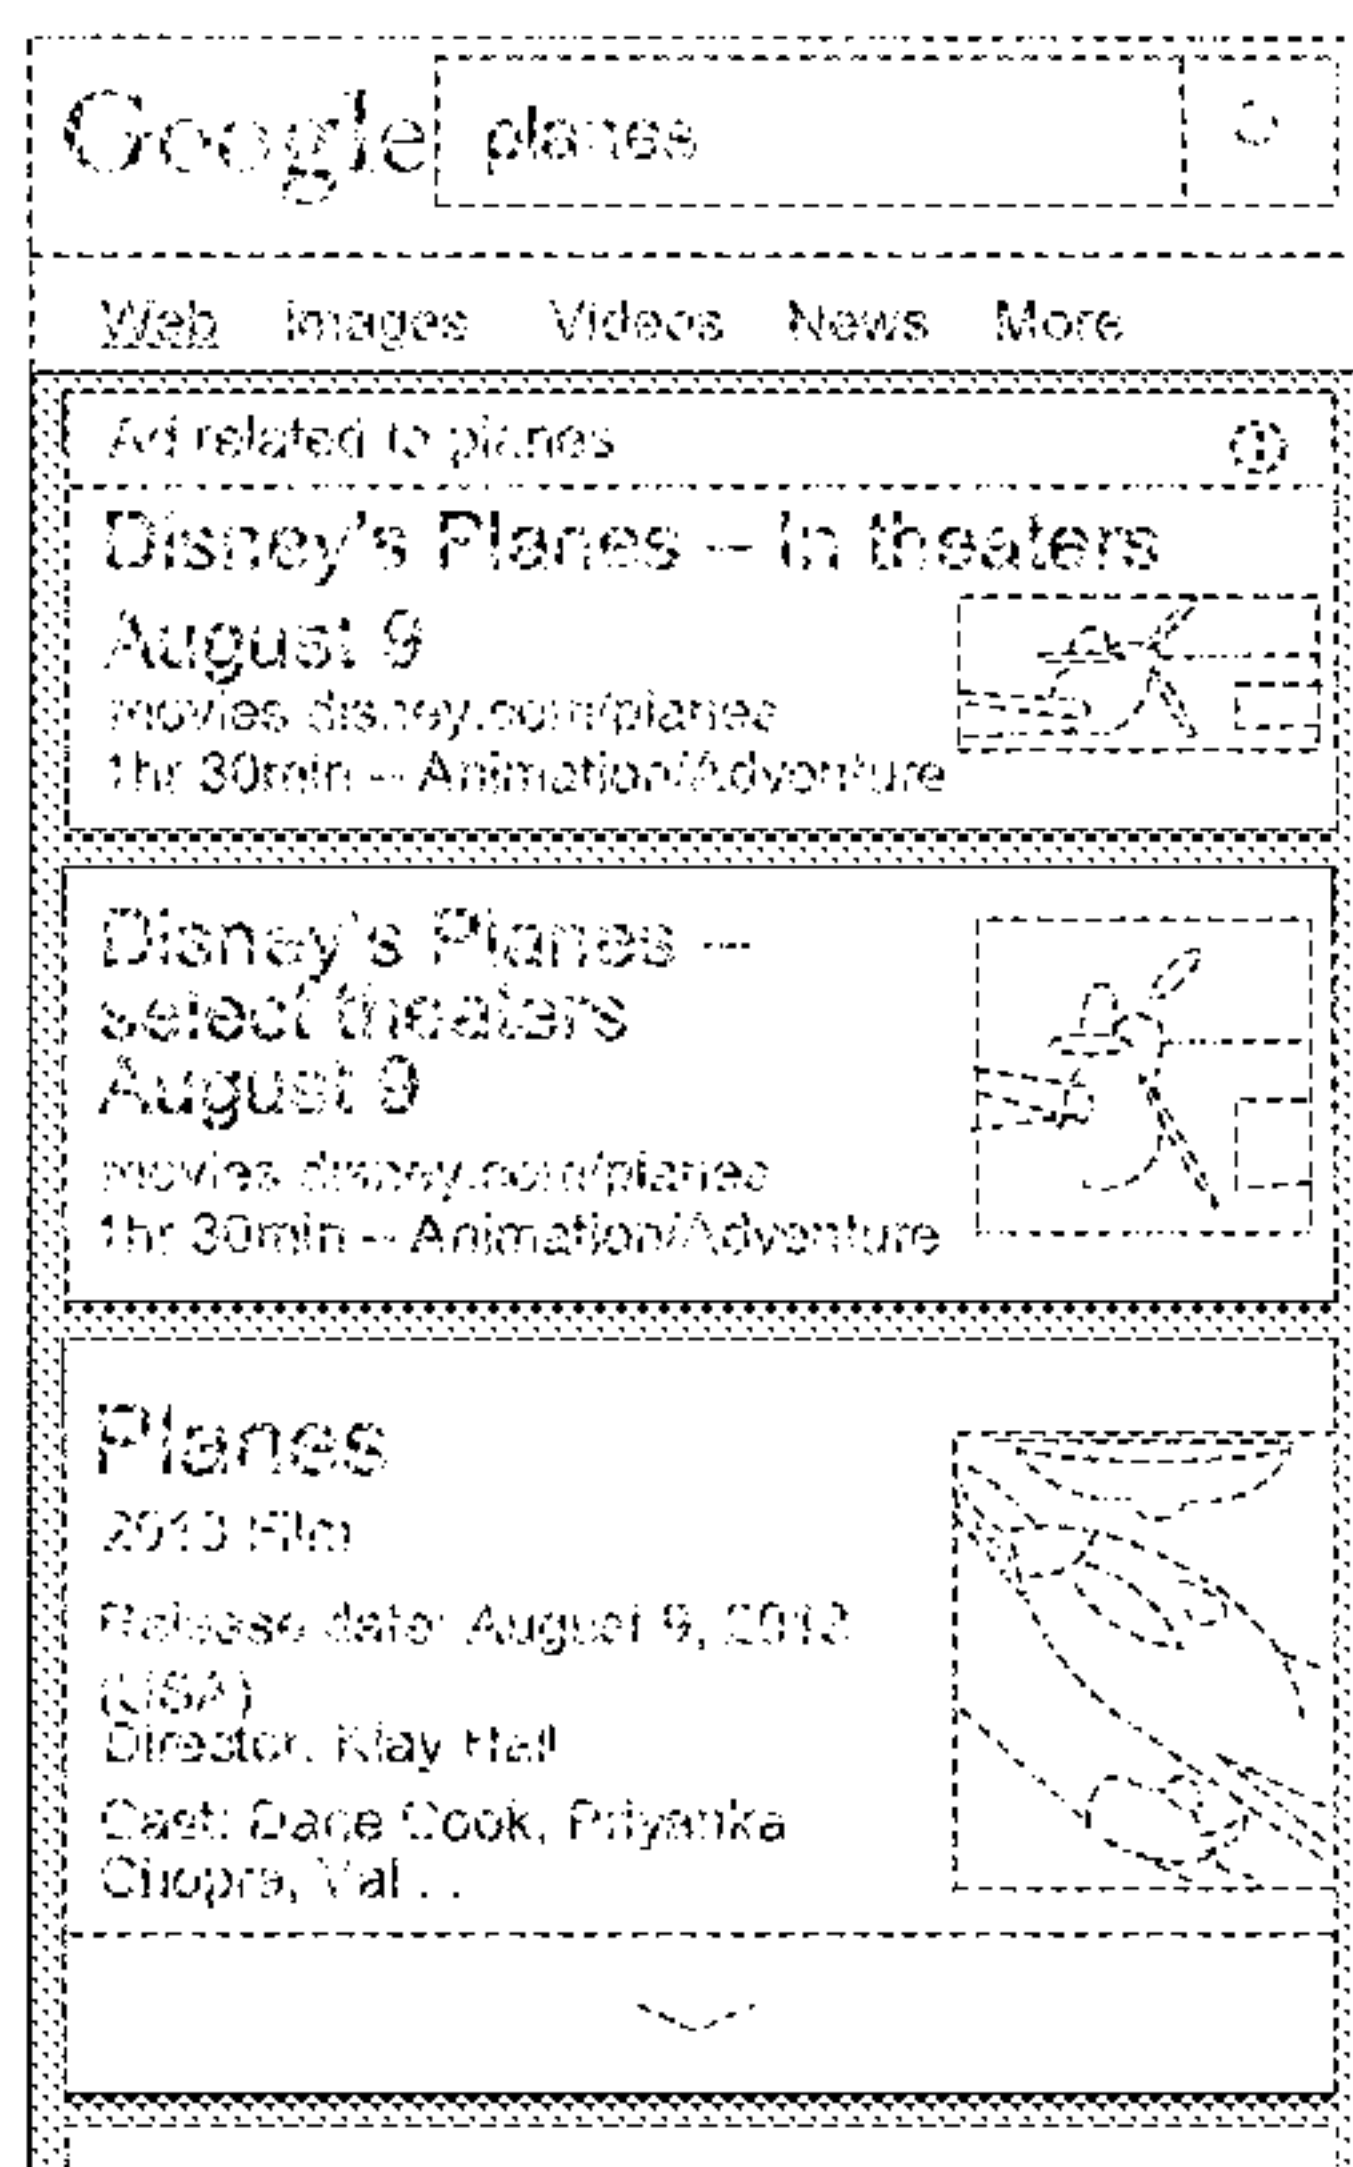 Google planes
Web Images Videos News More
Ad related to planes
Disney's Planes – In theaters
August 9
movies.disney.com/planes
1hr 30min – Animation/Adventure
Disney's Planes –
select theaters
August 9
movies.disney.com/planes
1hr 30min – Animation/Adventure
Planes
2013 Film
Release date: August 9, 2013
(USA)
Director: Klay Hall
Cast: Dane Cook, Priyanka
Chopra, Val ...